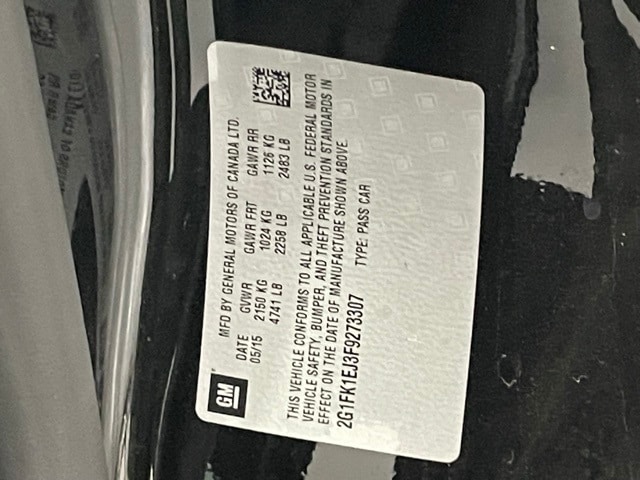 GM
MFD BY GENERAL MOTORS OF CANADA LTD.
DATE GVWR GAWR FRT GAWR RR
05/15 2150 KG 1024 KG 1126 KG
4741 LB 2258 LB 2483 LB
THIS VEHICLE CONFORMS TO ALL APPLICABLE U.S. FEDERAL MOTOR
VEHICLE SAFETY, BUMPER, AND THEFT PREVENTION STANDARDS IN
EFFECT ON THE DATE OF MANUFACTURE SHOWN ABOVE
2G1FK1EJ3F9273307 TYPE: PASS CAR